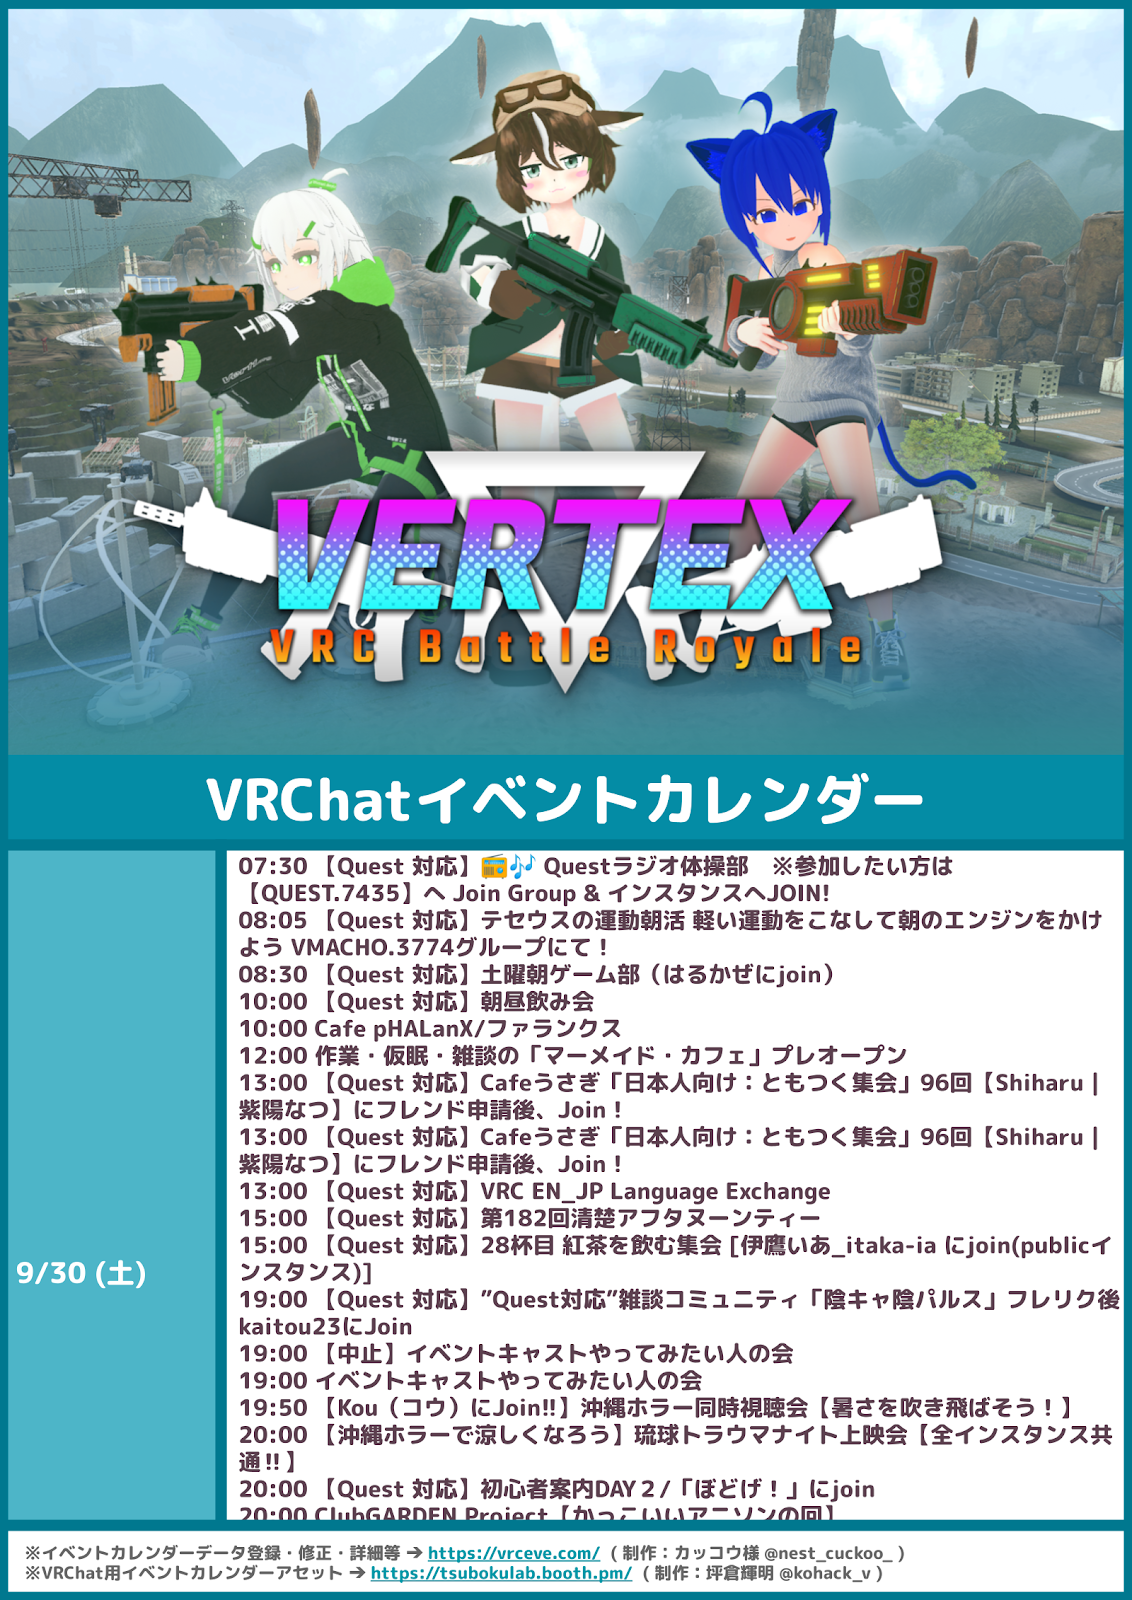 VERTEX
VRC Battle Royale
VRChatイベントカレンダー
9/30 (土)
07:30 【Quest 対応】📻🎶 Questラジオ体操部　※参加したい方は
【QUEST.7435】へ Join Group & インスタンスへJOIN!
08:05 【Quest 対応】テセウスの運動朝活 軽い運動をこなして朝のエンジンをかけ
よう VMACHO.3774グループにて！
08:30 【Quest 対応】土曜朝ゲーム部（はるかぜにjoin）
10:00 【Quest 対応】朝昼飲み会
10:00 Cafe pHALanX/ファランクス
12:00 作業・仮眠・雑談の「マーメイド・カフェ」プレオープン
13:00 【Quest 対応】Cafeうさぎ「日本人向け：ともつく集会」96回【Shiharu |
紫陽なつ】にフレンド申請後、Join！
13:00 【Quest 対応】Cafeうさぎ「日本人向け：ともつく集会」96回【Shiharu |
紫陽なつ】にフレンド申請後、Join！
13:00 【Quest 対応】VRC EN_JP Language Exchange
15:00 【Quest 対応】第182回清楚アフタヌーンティー
15:00 【Quest 対応】28杯目 紅茶を飲む集会 [伊鷹いあ_itaka-ia にjoin(publicイ
ンスタンス)]
19:00 【Quest 対応】”Quest対応”雑談コミュニティ「陰キャ陰パルス」フレリク後
kaitou23にJoin
19:00 【中止】イベントキャストやってみたい人の会
19:00 イベントキャストやってみたい人の会
19:50 【Kou（コウ）にJoin!!】沖縄ホラー同時視聴会【暑さを吹き飛ばそう！】
20:00 【沖縄ホラーで涼しくなろう】琉球トラウマナイト上映会【全インスタンス共
通!!】
20:00 【Quest 対応】初心者案内DAY２/「ぼどげ！」にjoin
20:00 ClubGARDEN Project【かっこいいアニソンの回】
※イベントカレンダーデータ登録・修正・詳細等 ➔ https://vrceve.com/ （制作：カッコウ様 @nest_cuckoo_ ）
※VRChat用イベントカレンダーアセット ➔ https://tsubokulab.booth.pm/ （制作：坪倉輝明 @kohack_v ）